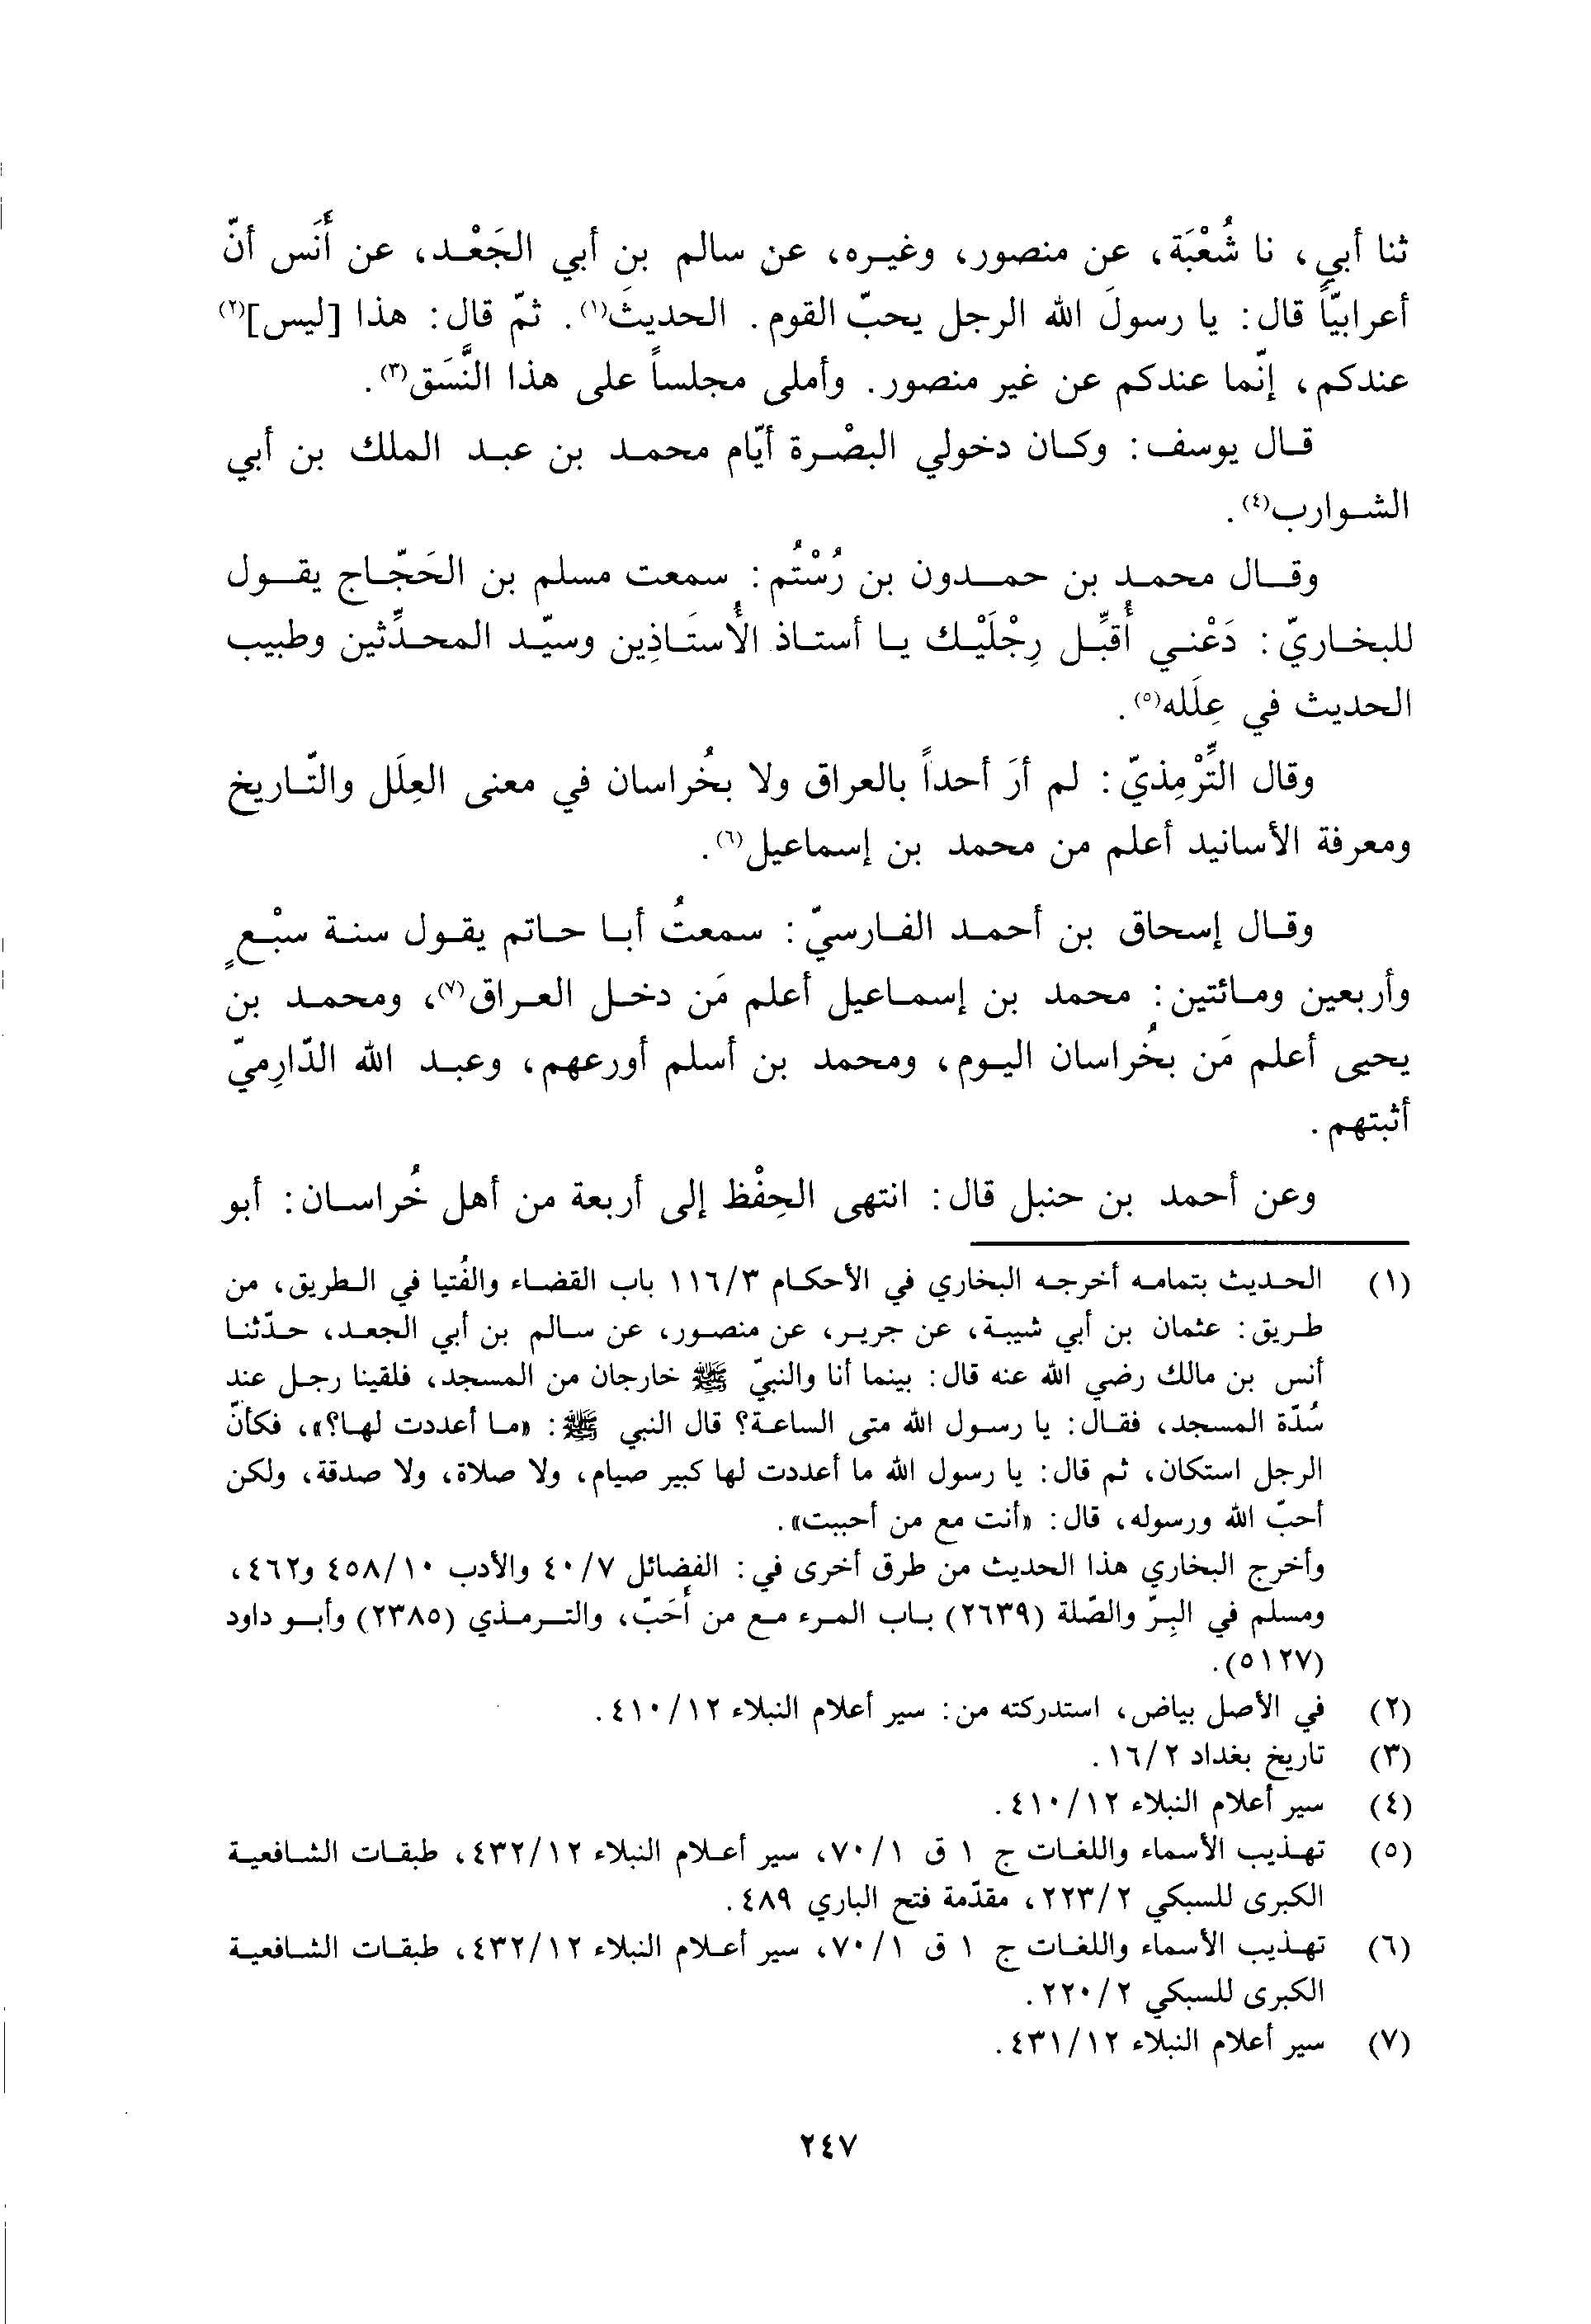 ثنا أبي، نا شُعْبَة، عن منصور، وغيره، عن سالم بن أبي الجَعْد، عن أُنَس أنّ
أعرابيّاً قال: يا رسولَ الله الرجل يحبّ القوم. الحديثَ(١). ثمّ قال: هذا [ليس](٢)
عندكم، إنّما عندكم عن غير منصور. وأملى مجلساً على هذا النَّسَق(٣).
قال يوسف: وكان دخولي البصْرة أيّام محمد بن عبد الملك بن أبي
الشوارب(٤).
وقال محمد بن حمدون بن رُسْتُم: سمعت مسلم بن الحَجّاج يقول
للبخاريّ: دَعْني أُقبِّل رِجْلَيْك يا أستاذ الأُستَاذِين وسيّد المحدِّثين وطبيب
الحديث في عِلَله(٥).
وقال التِّرْمِذيّ: لم أرَ أحداً بالعراق ولا بخُراسان في معنى العِلَل والتّاريخ
ومعرفة الأسانيد أعلم من محمد بن إسماعيل(٦).
وقال إسحاق بن أحمد الفارسيّ: سمعتُ أبا حاتم يقول سنة سبْعٍ
وأربعين ومائتين: محمد بن إسماعيل أعلم مَن دخل العراق(٧)، ومحمد بن
يحيى أعلم مَن بخُراسان اليوم، ومحمد بن أسلم أورعهم، وعبد الله الدّارِميّ
أثبتهم.
وعن أحمد بن حنبل قال: انتهى الحِفْظ إلى أربعة من أهل خُراسان: أبو
(١) الحديث بتمامه أخرجه البخاري في الأحكام ١١٦/٣ باب القضاء والفُتيا في الطريق، من
طريق: عثمان بن أبي شيبة، عن جرير، عن منصور، عن سالم بن أبي الجعد، حدّثنا
أنس بن مالك رضي الله عنه قال: بينما أنا والنبيّ ﷺ خارجان من المسجد، فلقينا رجل عند
سُدّة المسجد، فقال: يا رسول الله متى الساعة؟ قال النبي ﷺ: «ما أعددت لها؟»، فكأنّ
الرجل استكان، ثم قال: يا رسول الله ما أعددت لها كبير صيام، ولا صلاة، ولا صدقة، ولكن
أحبّ الله ورسوله، قال: «أنت مع من أحببت».
وأخرج البخاري هذا الحديث من طرق أخرى في: الفضائل ٤٠/٧ والأدب ٤٥٨/١٠ و٤٦٢،
ومسلم في البِرّ والصّلة (٢٦٣٩) باب المرء مع من أَحَبّ، والترمذي (٢٣٨٥) وأبو داود
(٥١٢٧).
(٢) في الأصل بياض، استدركته من: سير أعلام النبلاء ٤١٠/١٢.
(٣) تاريخ بغداد ١٦/٢.
(٤) سير أعلام النبلاء ٤١٠/١٢.
(٥) تهذيب الأسماء واللغات ج ١ ق ٧٠/١، سير أعلام النبلاء ٤٣٢/١٢، طبقات الشافعية
الكبرى للسبكي ٢٢٣/٢، مقدّمة فتح الباري ٤٨٩.
(٦) تهذيب الأسماء واللغات ج ١ ق ٧٠/١، سير أعلام النبلاء ٤٣٢/١٢، طبقات الشافعية
الكبرى للسبكي ٢٢٠/٢.
(٧) سير أعلام النبلاء ٤٣١/١٢.
٢٤٧